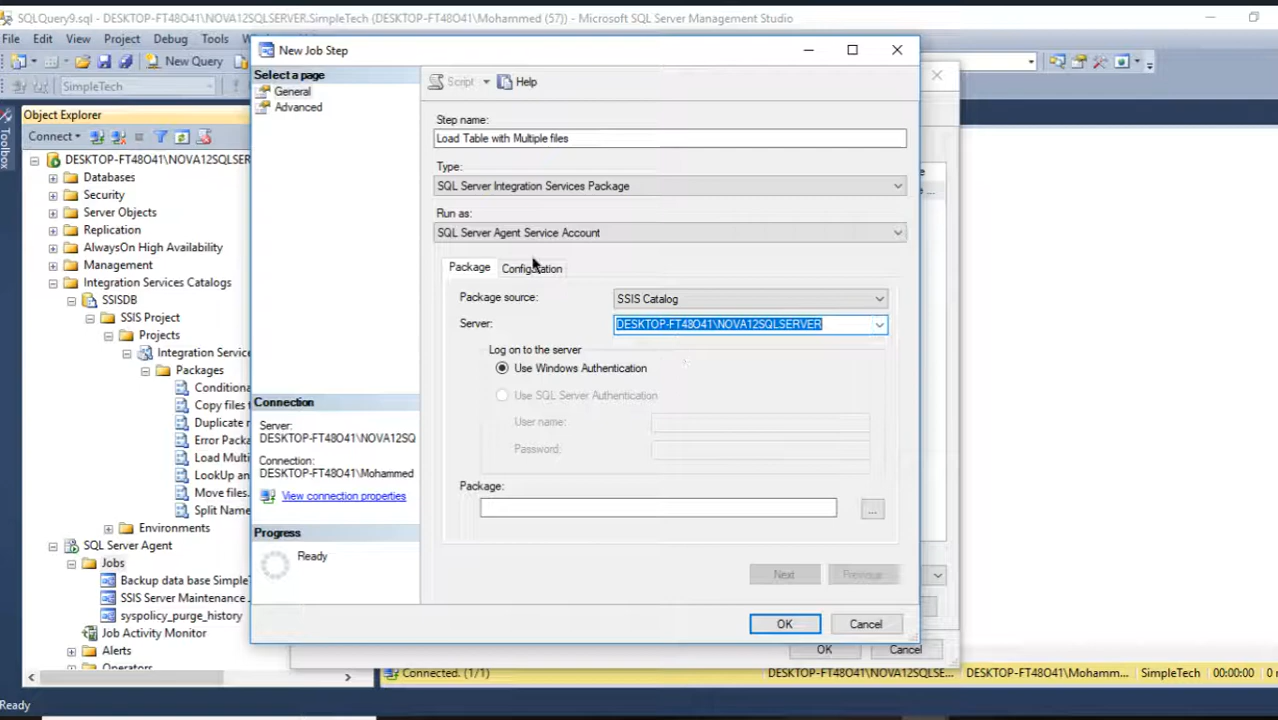 SQLQuery9.sql - DESKTOP-FT48O41\NOVA12SQLSERVER.SimpleTech (DESKTOP-FT48O41\Mohammed (57)) - Microsoft SQL Server Management Studio
File Edit View Project Debug Tools
New Query
SimpleTech
Toolbox
Object Explorer
Connect
DESKTOP-FT48O41\NOVA12SQLSER
Databases
Security
Server Objects
Replication
AlwaysOn High Availability
Management
Integration Services Catalogs
SSISDB
SSIS Project
Projects
Integration Servic
Packages
Conditiona
Copy files t
Duplicate r
Error Packa
Load Multi
LookUp an
Move files.
Split Name
Environments
SQL Server Agent
Jobs
Backup data base Simple
SSIS Server Maintenance
syspolicy_purge_history
Job Activity Monitor
Alerts
Operators
New Job Step
Select a page
General
Advanced
Connection
Server:
DESKTOP-FT48O41\NOVA12SQ
Connection:
DESKTOP-FT48O41\Mohammed
View connection properties
Progress
Ready
Script Help
Step name:
Load Table with Multiple files
Type:
SQL Server Integration Services Package
Run as:
SQL Server Agent Service Account
Package Configuration
Package source: SSIS Catalog
Server: DESKTOP-FT48O41\NOVA12SQLSERVER
Log on to the server
Use Windows Authentication
Use SQL Server Authentication
User name:
Password:
Package:
...
Next Previous
OK Cancel
OK Cancel
Connected. (1/1) DESKTOP-FT48O41\NOVA12SQLSE... DESKTOP-FT48O41\Mohamm... SimpleTech 00:00:00 0
Ready